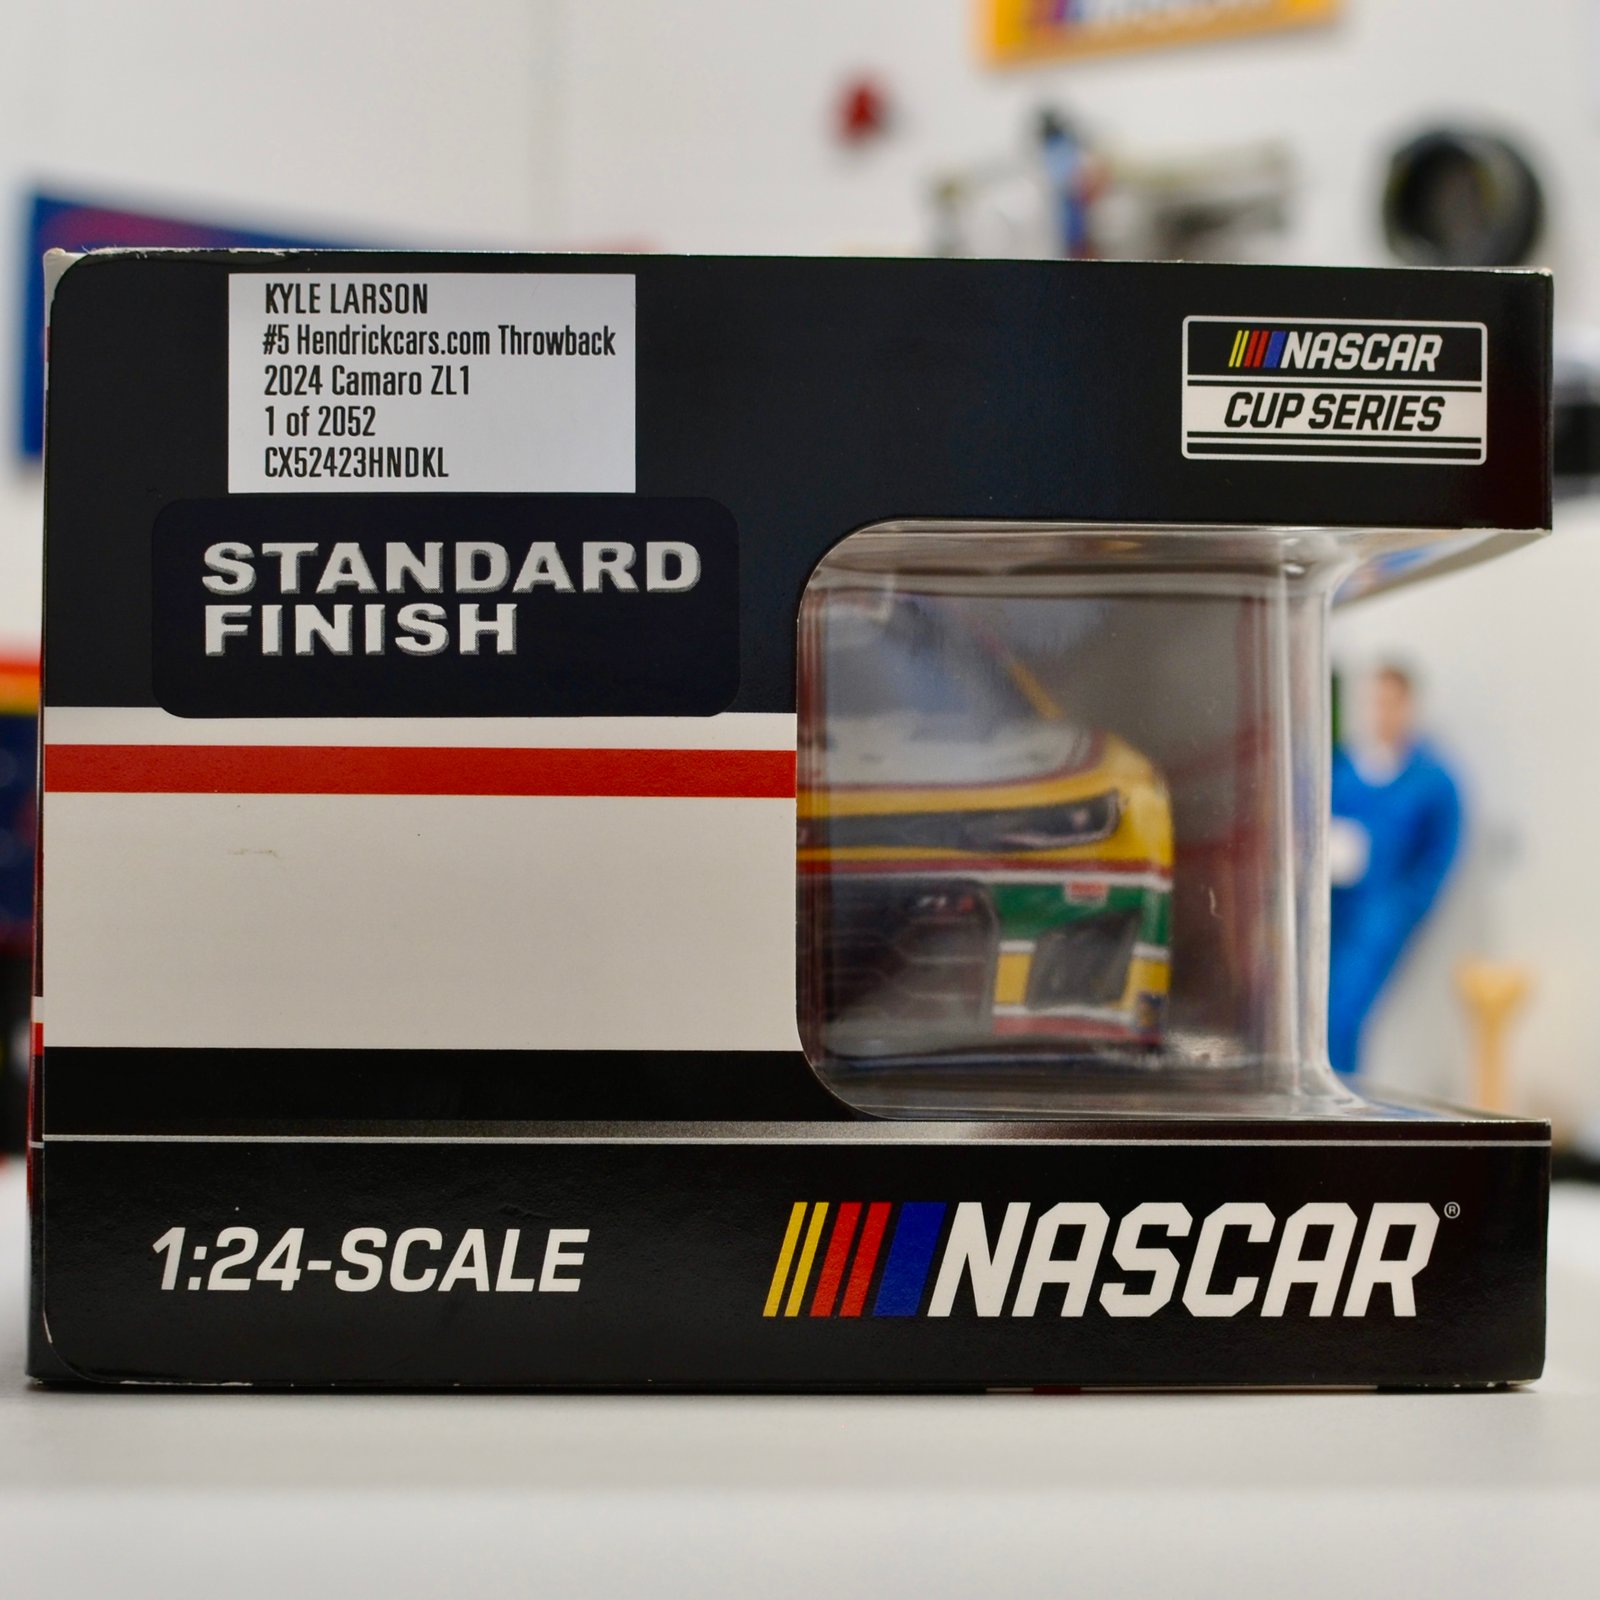 KYLE LARSON
#5 Hendrickcars.com Throwback
2024 Camaro ZL1
1 of 2052
CX52423HNDKL
NASCAR
CUP SERIES
STANDARD
FINISH
1:24-SCALE
NASCAR®